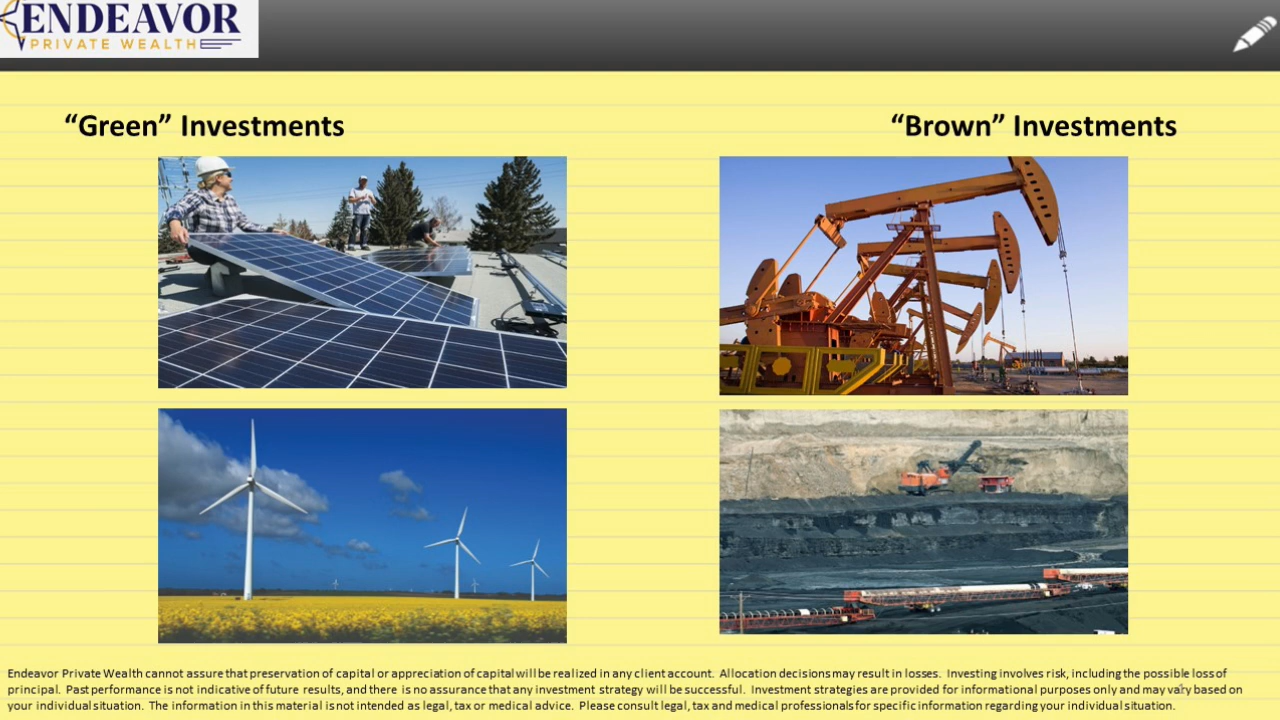 ENDEAVOR
PRIVATE WEALTH
“Green” Investments
“Brown” Investments
Endeavor Private Wealth cannot assure that preservation of capital or appreciation of capital will be realized in any client account. Allocation decisions may result in losses. Investing involves risk, including the possible loss of
principal. Past performance is not indicative of future results, and there is no assurance that any investment strategy will be successful. Investment strategies are provided for informational purposes only and may vary based on
your individual situation. The information in this material is not intended as legal, tax or medical advice. Please consult legal, tax and medical professionals for specific information regarding your individual situation.